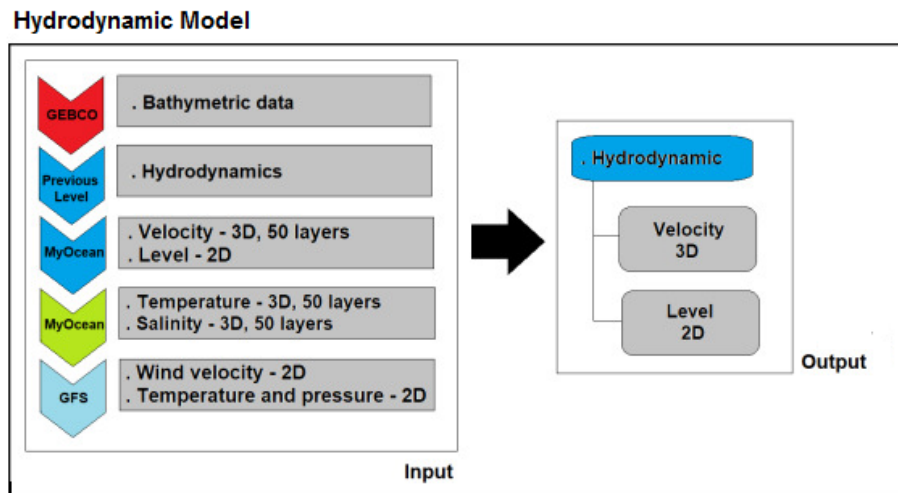 Hydrodynamic Model
GEBCO
. Bathymetric data
Previous
Level
. Hydrodynamics
MyOcean
. Velocity - 3D, 50 layers
. Level - 2D
MyOcean
. Temperature - 3D, 50 layers
. Salinity - 3D, 50 layers
GFS
. Wind velocity - 2D
. Temperature and pressure - 2D
Input
. Hydrodynamic
Velocity
3D
Level
2D
Output